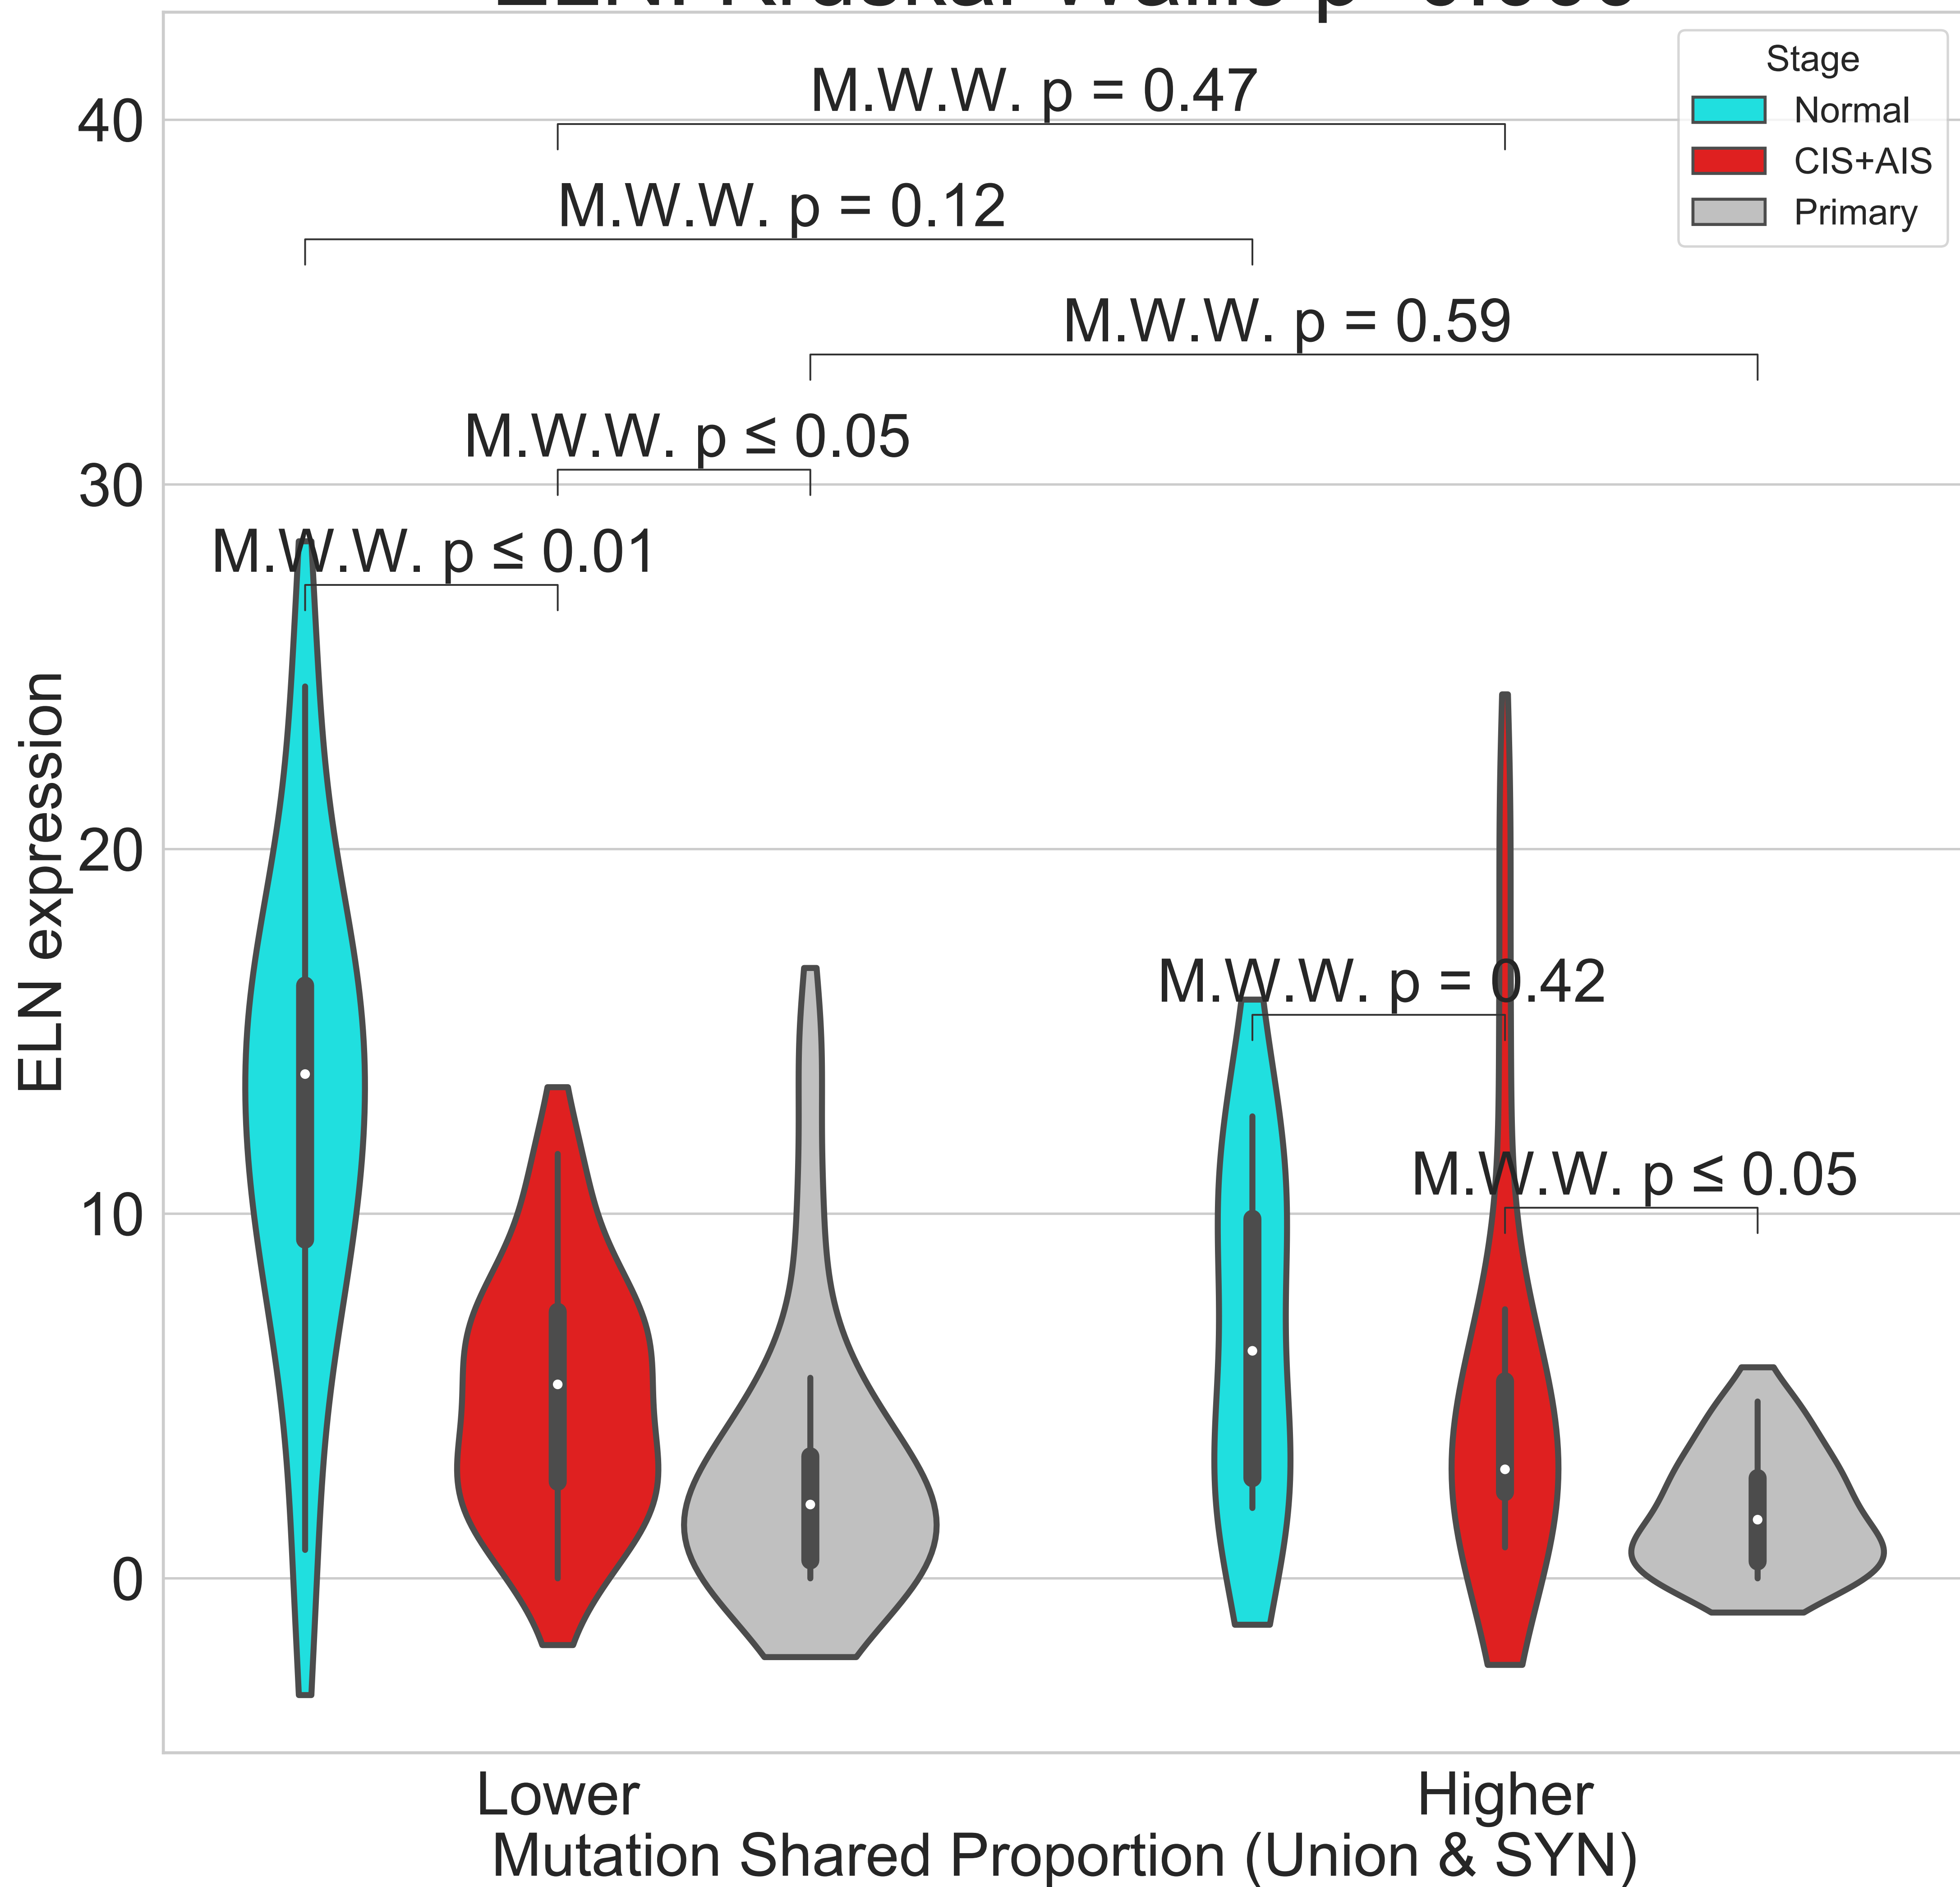 Stage
Normal
CIS+AIS
Primary
M.W.W. p = 0.47
M.W.W. p = 0.12
M.W.W. p = 0.59
M.W.W. p ≤ 0.05
M.W.W. p ≤ 0.01
M.W.W. p = 0.42
M.W.W. p ≤ 0.05
ELN expression
40
30
20
10
0
Lower
Higher
Mutation Shared Proportion (Union & SYN)